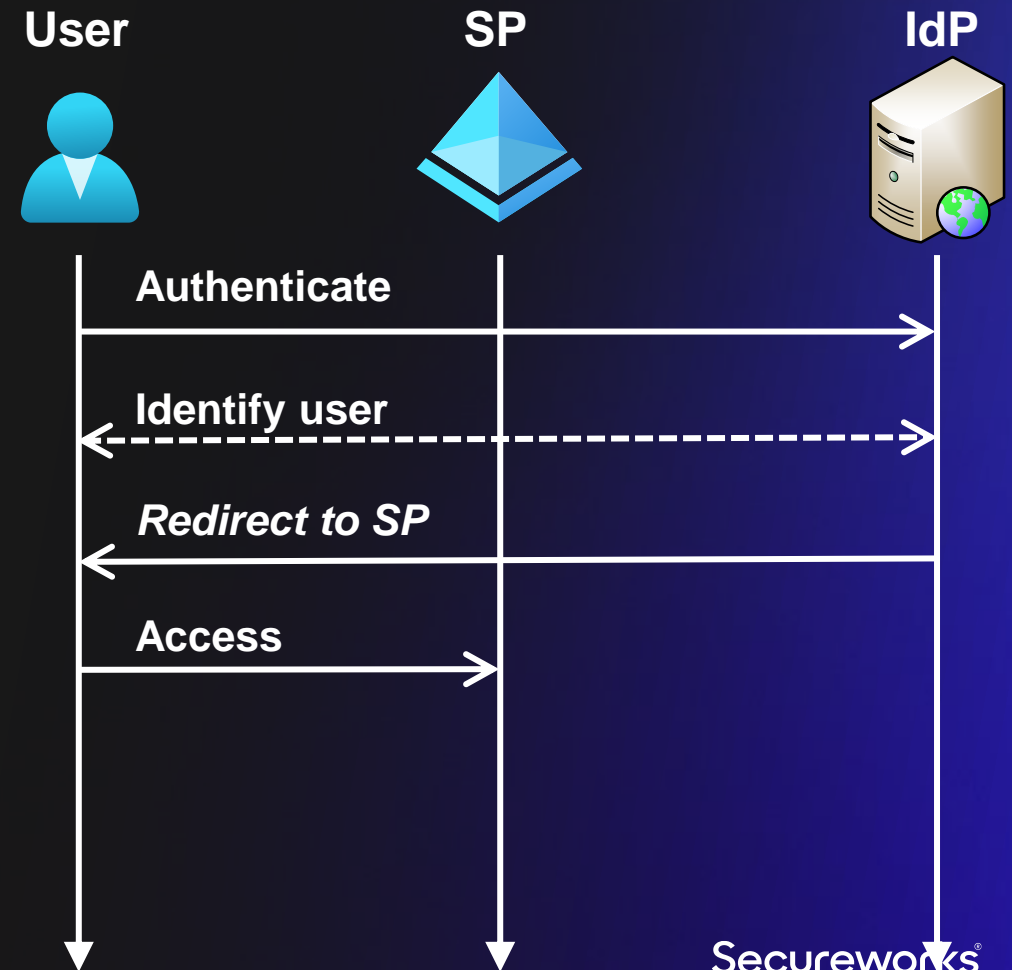 User SP IdP
Authenticate
Identify user
Redirect to SP
Access
Secureworks®